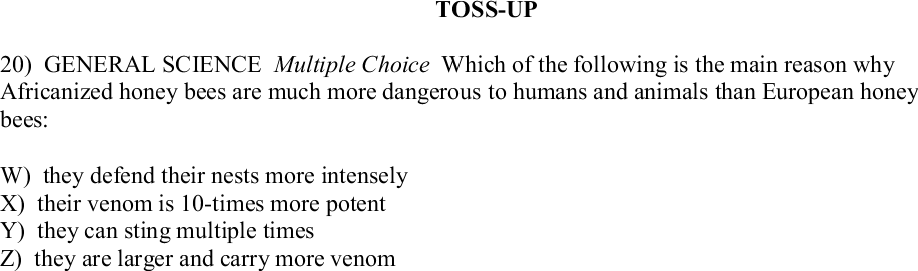 TOSS-UP
20) GENERAL SCIENCE Multiple Choice Which of the following is the main reason why
Africanized honey bees are much more dangerous to humans and animals than European honey
bees:
W) they defend their nests more intensely
X) their venom is 10-times more potent
Y) they can sting multiple times
Z) they are larger and carry more venom